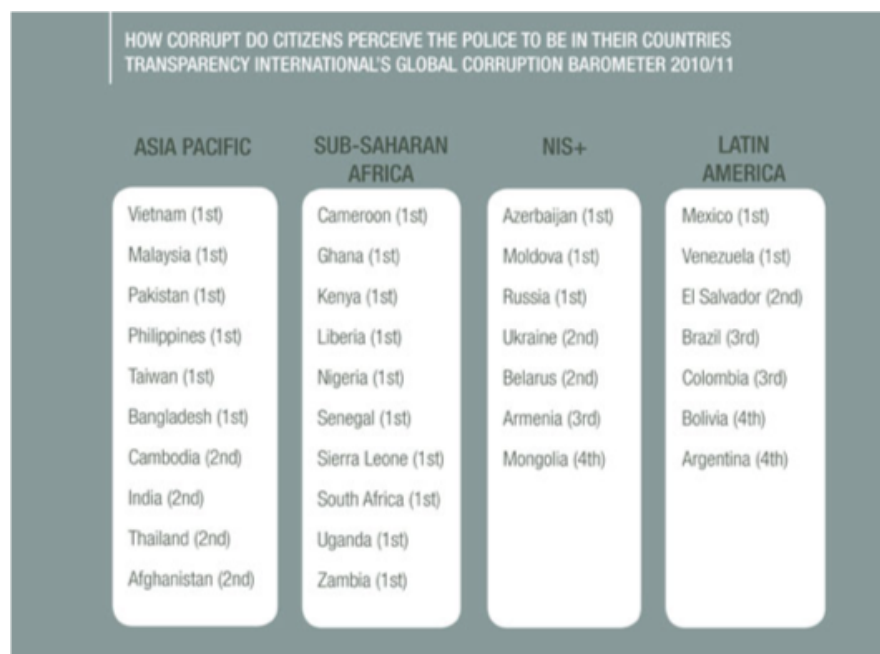 HOW CORRUPT DO CITIZENS PERCEIVE THE POLICE TO BE IN THEIR COUNTRIES
TRANSPARENCY INTERNATIONAL'S GLOBAL CORRUPTION BAROMETER 2010/11
ASIA PACIFIC
Vietnam (1st)
Malaysia (1st)
Pakistan (1st)
Philippines (1st)
Taiwan (1st)
Bangladesh (1st)
Cambodia (2nd)
India (2nd)
Thailand (2nd)
Afghanistan (2nd)
SUB-SAHARAN
AFRICA
Cameroon (1st)
Ghana (1st)
Kenya (1st)
Liberia (1st)
Nigeria (1st)
Senegal (1st)
Sierra Leone (1st)
South Africa (1st)
Uganda (1st)
Zambia (1st)
NIS+
Azerbaijan (1st)
Moldova (1st)
Russia (1st)
Ukraine (2nd)
Belarus (2nd)
Armenia (3rd)
Mongolia (4th)
LATIN
AMERICA
Mexico (1st)
Venezuela (1st)
El Salvador (2nd)
Brazil (3rd)
Colombia (3rd)
Bolivia (4th)
Argentina (4th)